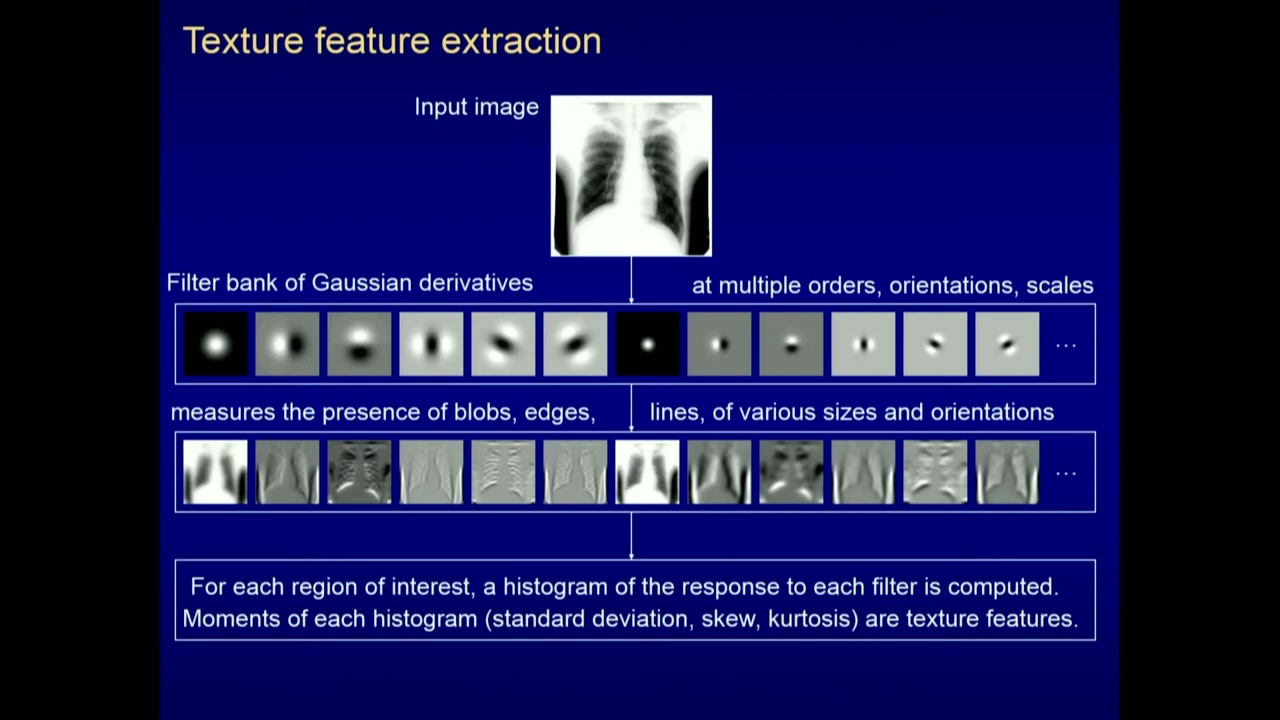 Texture feature extraction
Input image
Filter bank of Gaussian derivatives
at multiple orders, orientations, scales
...
measures the presence of blobs, edges,
lines, of various sizes and orientations
...
For each region of interest, a histogram of the response to each filter is computed.
Moments of each histogram (standard deviation, skew, kurtosis) are texture features.